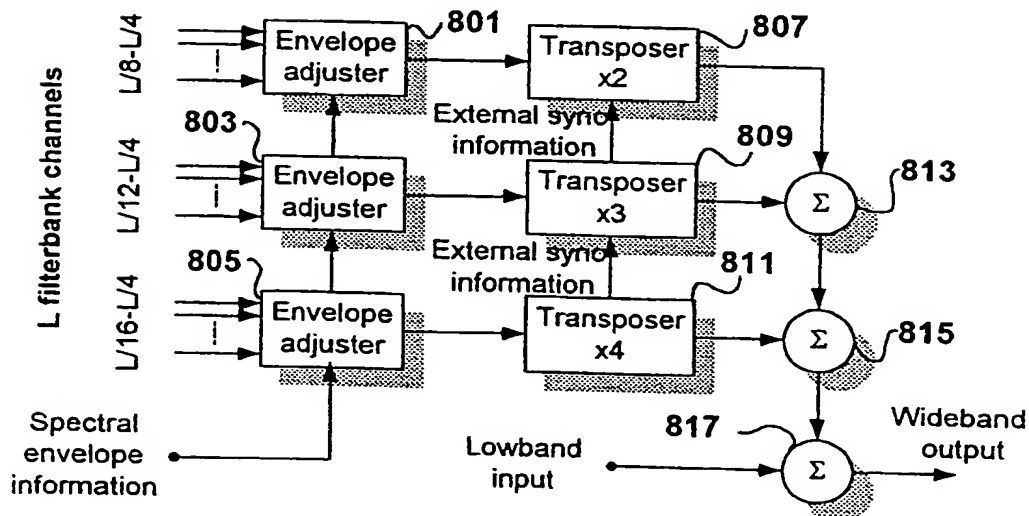 L filterbank channels
L/8-L/4
Envelope
adjuster
801
Transposer
x2
807
External sync
information
803
L/12-L/4
Envelope
adjuster
Transposer
x3
809
Σ
813
External sync
information
805
L/16-L/4
Envelope
adjuster
Transposer
x4
811
Σ
815
Spectral
envelope
information
Lowband
input
817
Σ
Wideband
output